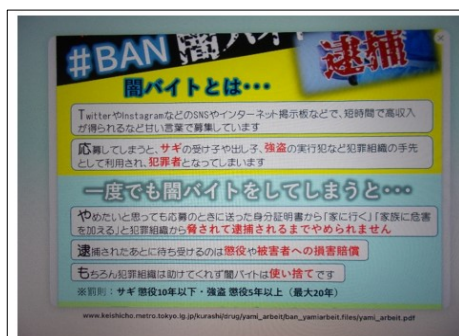 #BAN 闇バイト 逮捕
闇バイトとは・・・
TwitterやInstagramなどのSNSやインターネット掲示板などで、短時間で高収入
が得られるなど甘い言葉で募集しています
応募してしまうと、サギの受け子や出し子、強盗の実行犯など犯罪組織の手先
として利用され、犯罪者となってしまいます
一度でも闇バイトをしてしまうと・・・
やめたいと思っても応募のときに送った身分証明書から「家に行く」「家族に危害
を加える」と犯罪組織から脅されて逮捕されるまでやめられません
逮捕されたあとに待ち受けるのは懲役や被害者への損害賠償
もちろん犯罪組織は助けてくれず闇バイトは使い捨てです
※罰則：サギ 懲役10年以下・強盗 懲役5年以上（最大20年）
www.keishicho.metro.tokyo.lg.jp/kurashi/drug/yami_arbeit/ban_yamiarbeit.files/yami_arbeit.pdf